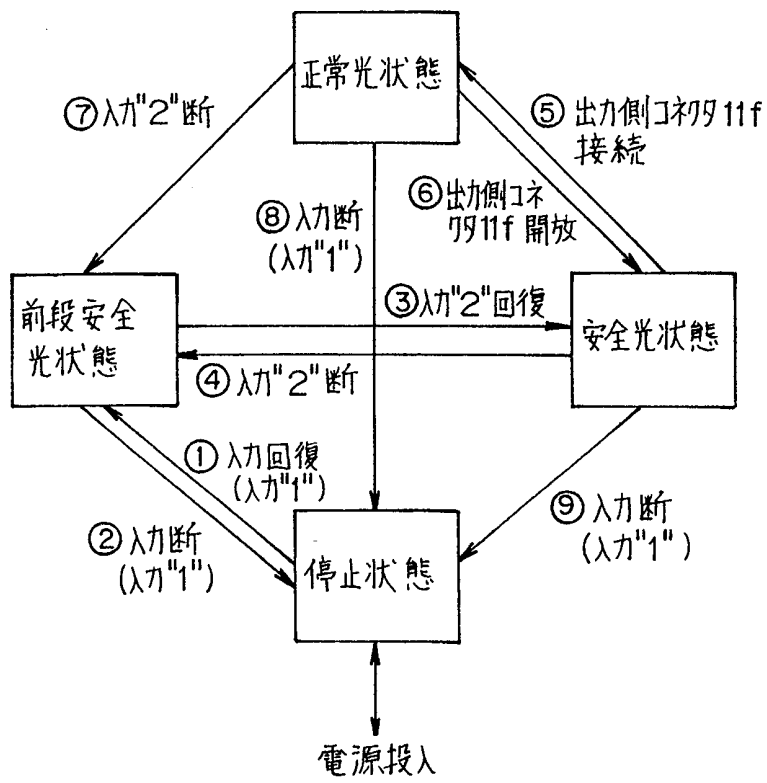 正常光状態
⑦入力"2"断
⑤出力側コネクタ11f
接続
⑥出力側コネ
クタ11f 開放
⑧入力断
(入力"1")
前段安全
光状態
③入力"2"回復
安全光状態
④入力"2"断
①入力回復
(入力"1")
②入力断
(入力"1")
⑨入力断
(入力"1")
停止状態
電源投入